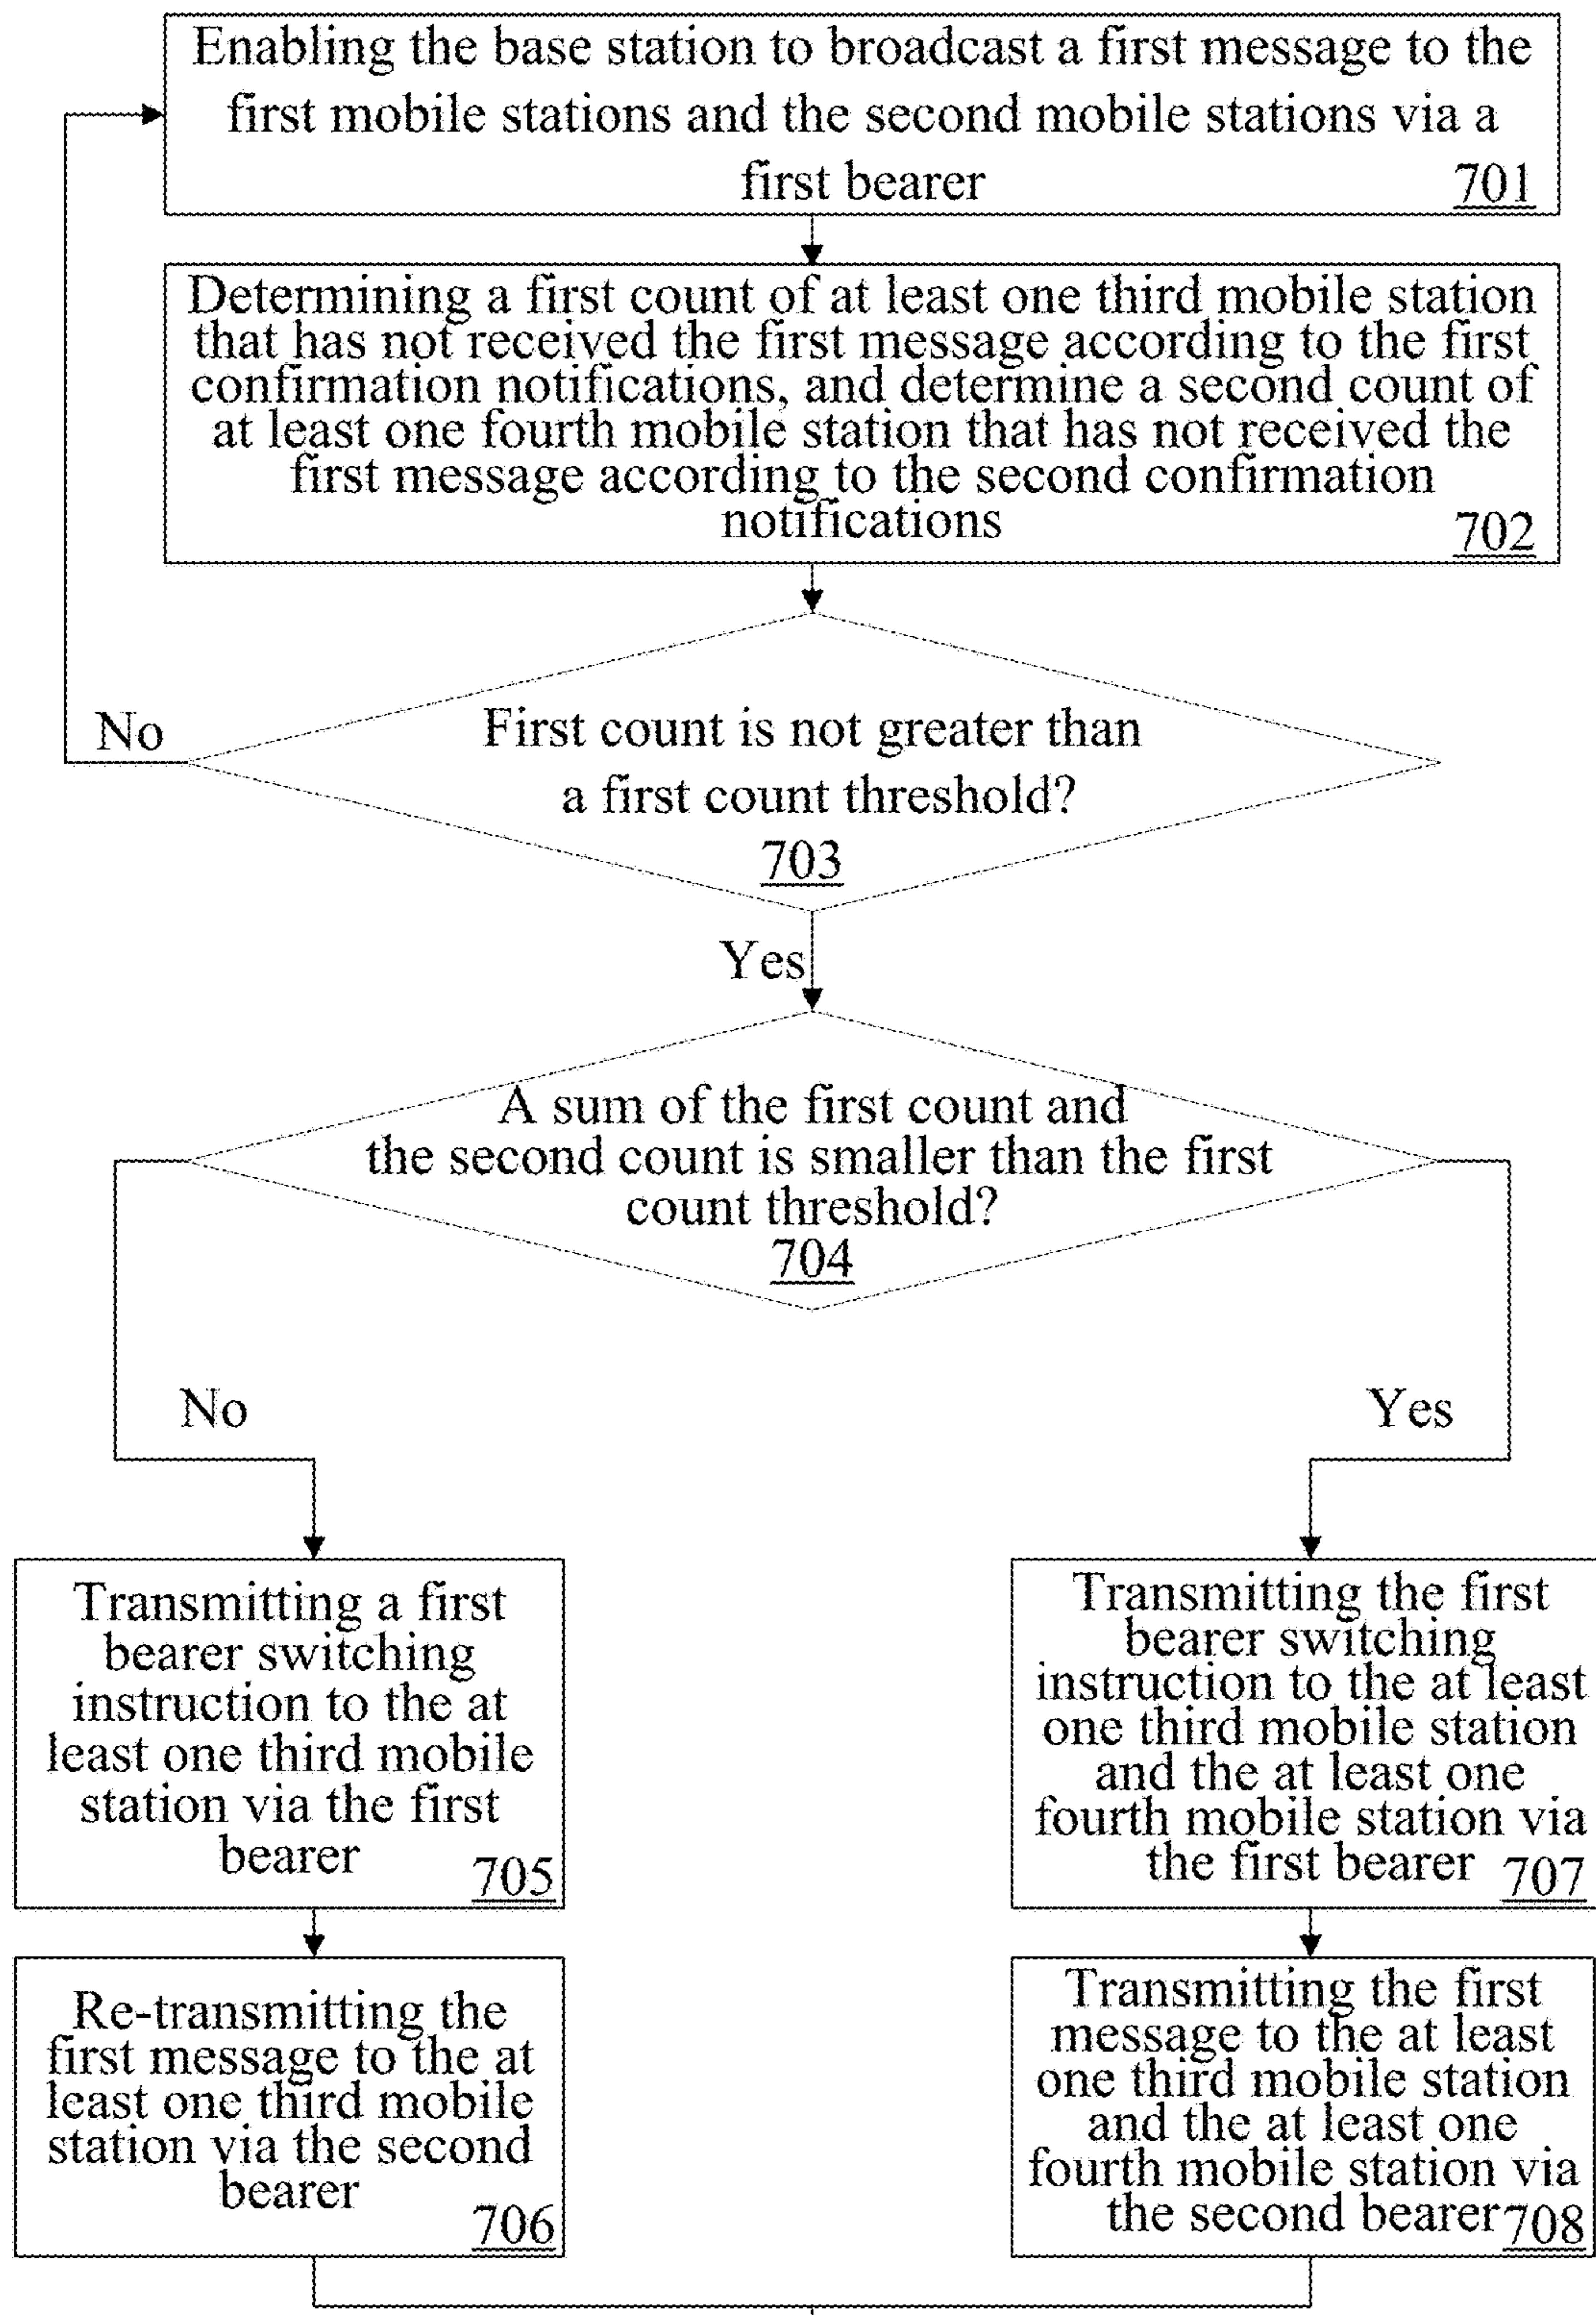 Enabling the base station to broadcast a first message to the
first mobile stations and the second mobile stations via a
first bearer
701
Determining a first count of at least one third mobile station
that has not received the first message according to the first
confirmation notifications, and determine a second count of
at least one fourth mobile station that has not received the
first message according to the second confirmation
notifications
702
No
First count is not greater than
a first count threshold?
703
Yes
A sum of the first count and
the second count is smaller than the first
count threshold?
704
No
Yes
Transmitting a first
bearer switching
instruction to the at
least one third mobile
station via the first
bearer
705
Transmitting the first
bearer switching
instruction to the at least
one third mobile station
and the at least one
fourth mobile station via
the first bearer
707
Re-transmitting the
first message to the at
least one third mobile
station via the second
bearer
706
Transmitting the first
message to the at least
one third mobile station
and the at least one
fourth mobile station via
the second bearer
708